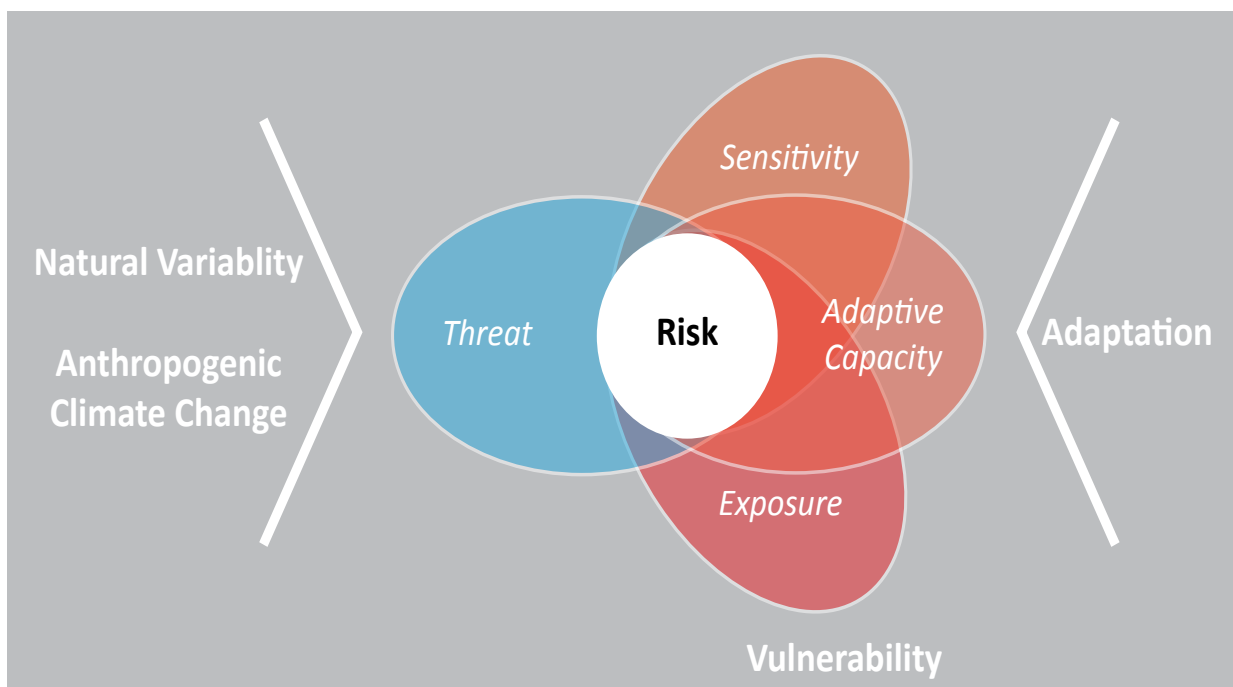 Sensitivity
Natural Variablity
Threat
Risk
Adaptive
Capacity
Adaptation
Anthropogenic
Climate Change
Exposure
Vulnerability